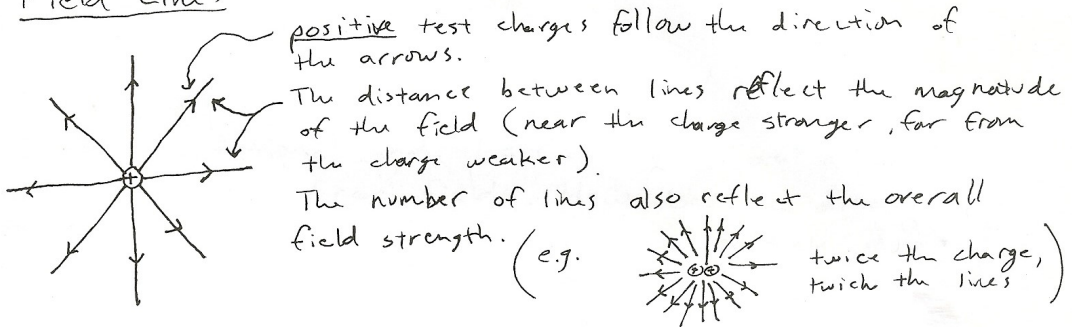 Field Lines
positive test charges follow the direction of
the arrows.
The distance between lines reflect the magnatude
of the field (near the charge stronger, far from
the charge weaker).
The number of lines also reflect the overall
field strength. (e.g.
twice the charge,
twich the lines)
+
++